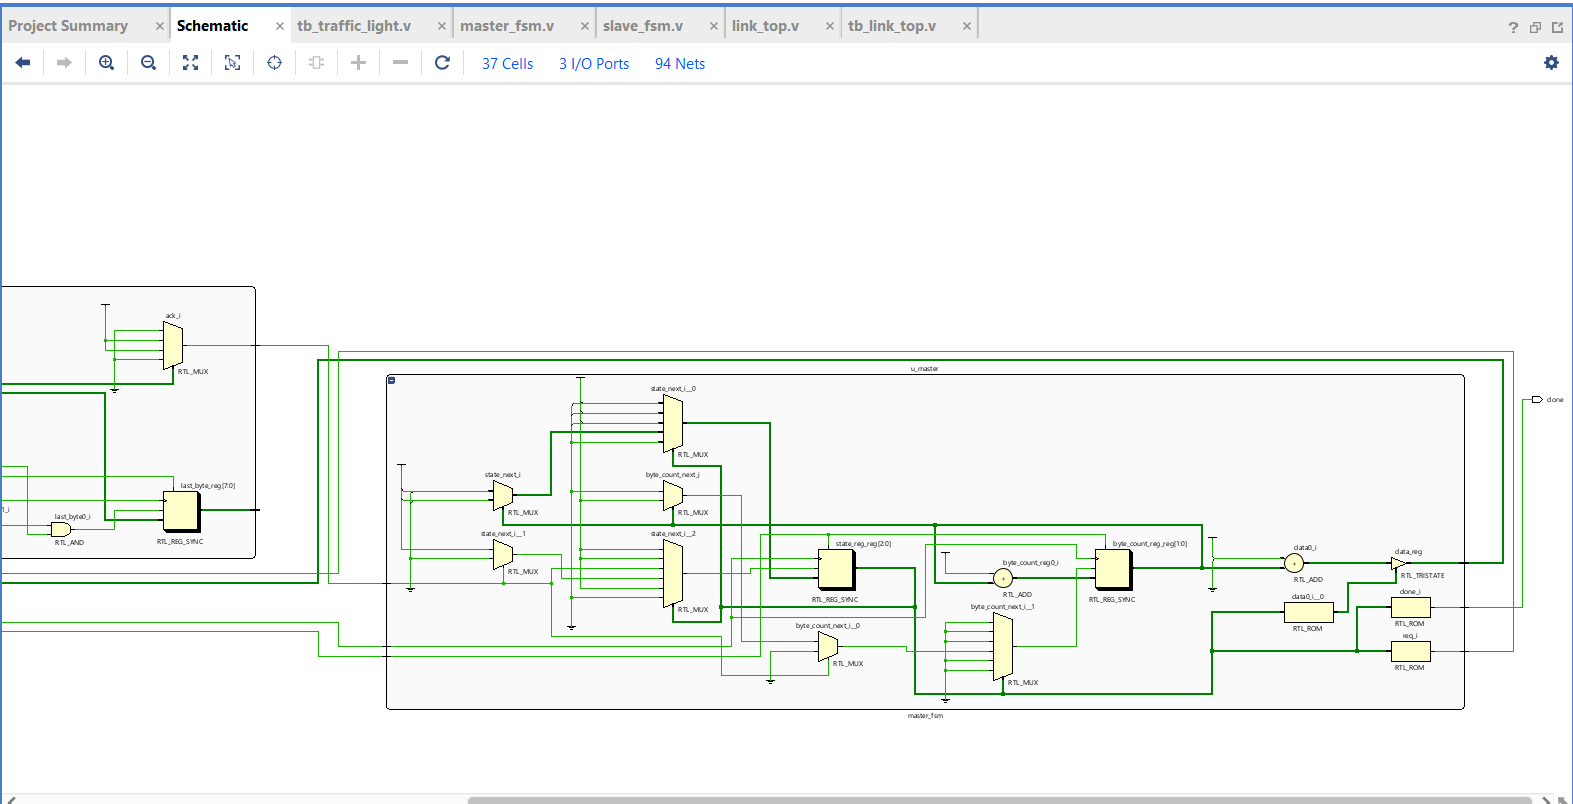 Project Summary × Schematic × tb_traffic_light.v × master_fsm.v × slave_fsm.v × link_top.v × tb_link_top.v × ?
37 Cells 3 I/O Ports 94 Nets
ack_i
RTL_MUX
last_byte_reg[7:0]
1_i
last_byte0_i
RTL_AND
RTL_REG_SYNC
u_master
state_next_i__0
RTL_MUX
state_next_i
RTL_MUX
byte_count_next_i
RTL_MUX
state_next_i__1
RTL_MUX
state_next_i__2
RTL_MUX
state_reg_reg[2:0]
RTL_REG_SYNC
byte_count_reg0_i
+
RTL_ADD
byte_count_reg_reg[1:0]
RTL_REG_SYNC
byte_count_next_i__0
RTL_MUX
byte_count_next_i__1
RTL_MUX
data0_i
+
RTL_ADD
data_reg
RTL_TRISTATE
data0_i__0
RTL_ROM
done_i
RTL_ROM
req_i
RTL_ROM
done
master_fsm